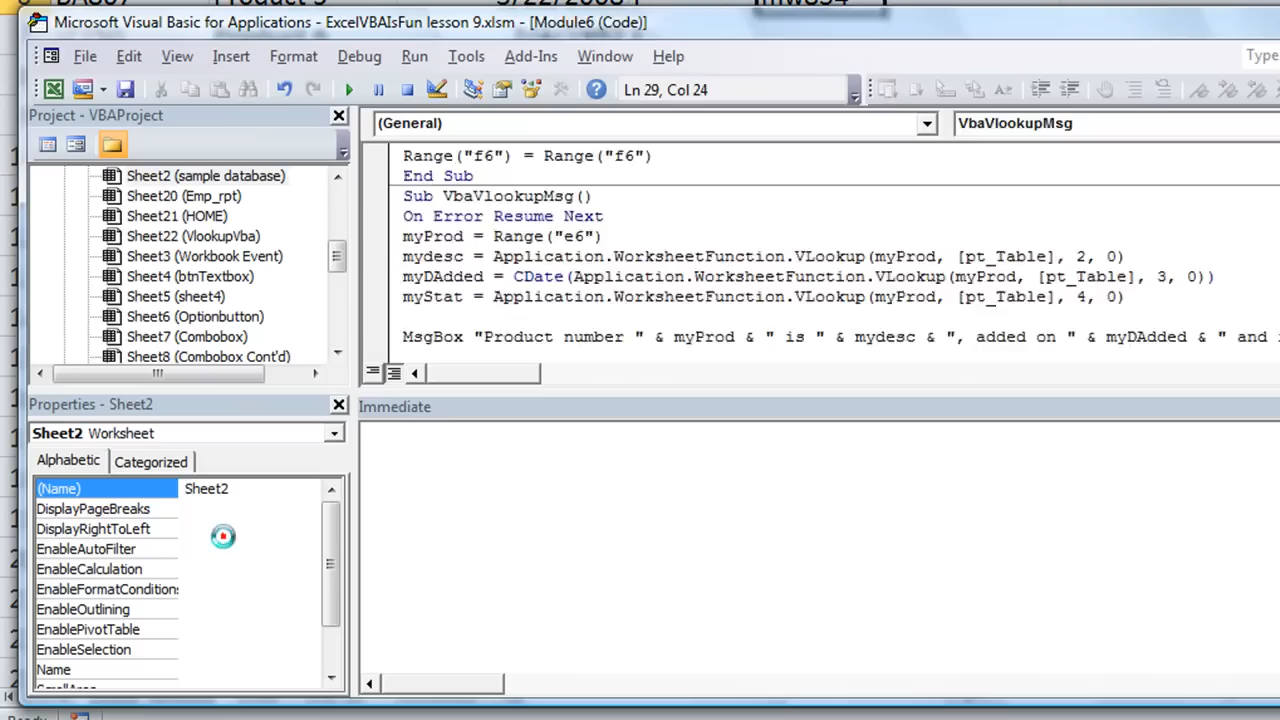 Microsoft Visual Basic for Applications - ExcelVBAIsFun lesson 9.xlsm - [Module6 (Code)]
File Edit View Insert Format Debug Run Tools Add-Ins Window Help
Type
Ln 29, Col 24
Project - VBAProject
Sheet2 (sample database)
Sheet20 (Emp_rpt)
Sheet21 (HOME)
Sheet22 (VlookupVba)
Sheet3 (Workbook Event)
Sheet4 (btnTextbox)
Sheet5 (sheet4)
Sheet6 (Optionbutton)
Sheet7 (Combobox)
Sheet8 (Combobox Cont'd)
Properties - Sheet2
Sheet2 Worksheet
Alphabetic Categorized
(Name) Sheet2
DisplayPageBreaks
DisplayRightToLeft
EnableAutoFilter
EnableCalculation
EnableFormatConditions
EnableOutlining
EnablePivotTable
EnableSelection
Name
(General) VbaVlookupMsg
Range("f6") = Range("f6")
End Sub
Sub VbaVlookupMsg()
On Error Resume Next
myProd = Range("e6")
mydesc = Application.WorksheetFunction.VLookup(myProd, [pt_Table], 2, 0)
myDAdded = CDate(Application.WorksheetFunction.VLookup(myProd, [pt_Table], 3, 0))
myStat = Application.WorksheetFunction.VLookup(myProd, [pt_Table], 4, 0)
MsgBox "Product number " & myProd & " is " & mydesc & ", added on " & myDAdded & " and
Immediate